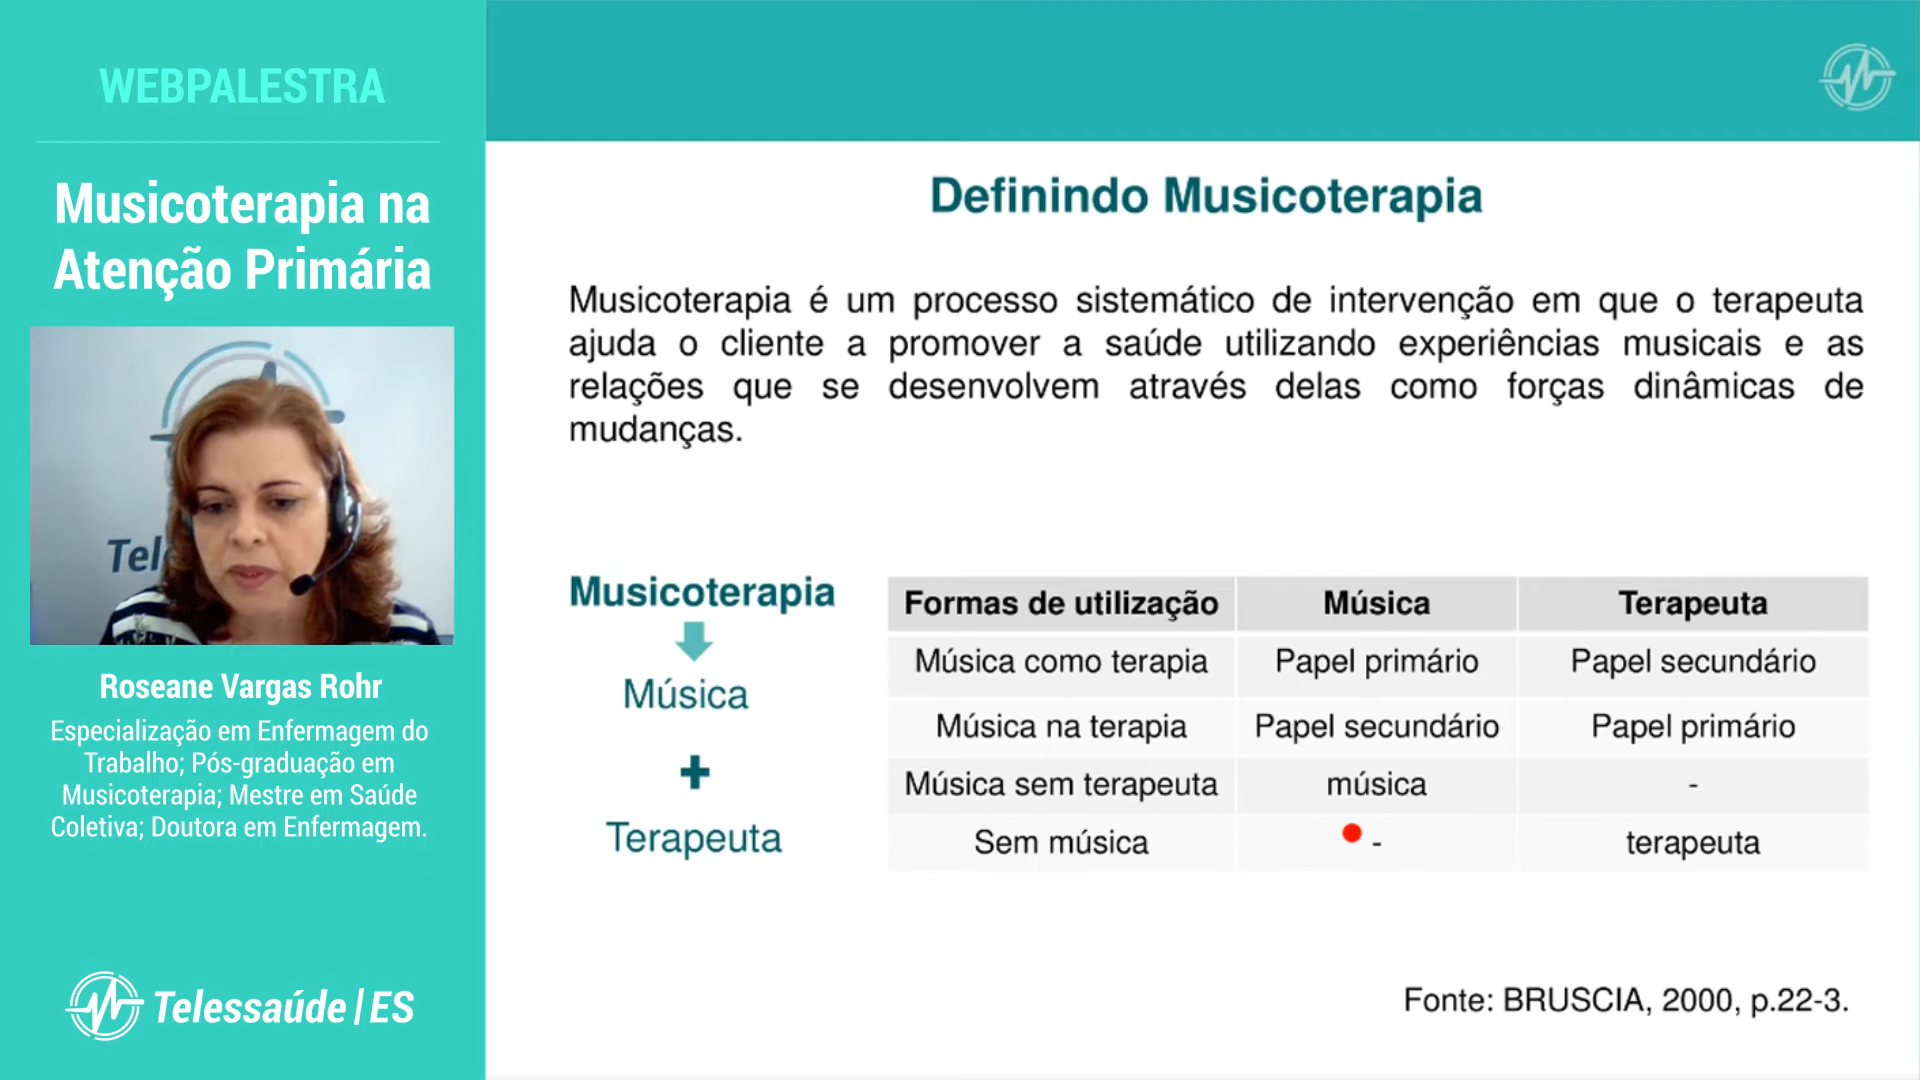 WEBPALESTRA
Musicoterapia na
Atenção Primária
Tel
Roseane Vargas Rohr
Especialização em Enfermagem do
Trabalho; Pós-graduação em
Musicoterapia; Mestre em Saúde
Coletiva; Doutora em Enfermagem.
Telessaúde|ES
Definindo Musicoterapia
Musicoterapia é um processo sistemático de intervenção em que o terapeuta
ajuda o cliente a promover a saúde utilizando experiências musicais e as
relações que se desenvolvem através delas como forças dinâmicas de
mudanças.
Musicoterapia
Música
+
Terapeuta
Formas de utilização Música Terapeuta
Música como terapia Papel primário Papel secundário
Música na terapia Papel secundário Papel primário
Música sem terapeuta música -
Sem música - terapeuta
Fonte: BRUSCIA, 2000, p.22-3.